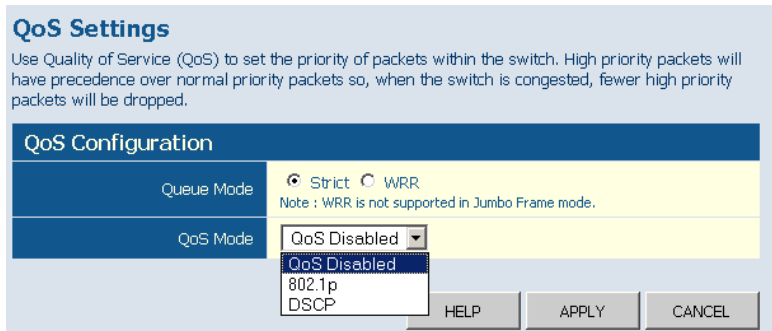 QoS Settings
Use Quality of Service (QoS) to set the priority of packets within the switch. High priority packets will
have precedence over normal priority packets so, when the switch is congested, fewer high priority
packets will be dropped.
QoS Configuration
Queue Mode
Strict WRR
Note : WRR is not supported in Jumbo Frame mode.
QoS Mode
QoS Disabled
QoS Disabled
802.1p
DSCP
HELP APPLY CANCEL